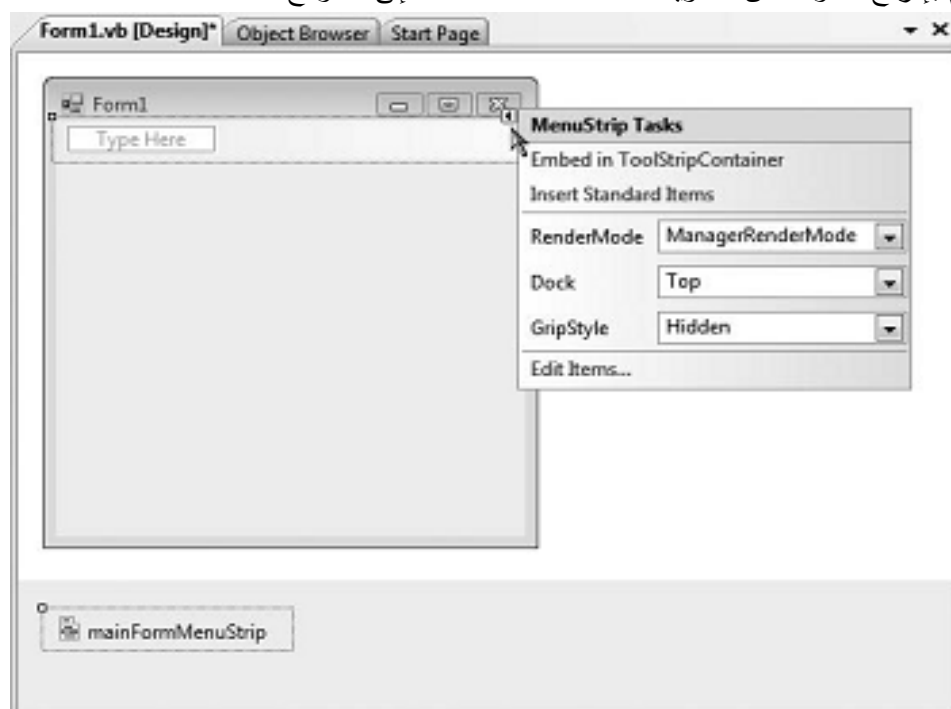 Form1.vb [Design]* Object Browser Start Page
Form1
Type Here
MenuStrip Tasks
Embed in ToolStripContainer
Insert Standard Items
RenderMode ManagerRenderMode
Dock Top
GripStyle Hidden
Edit Items...
mainFormMenuStrip